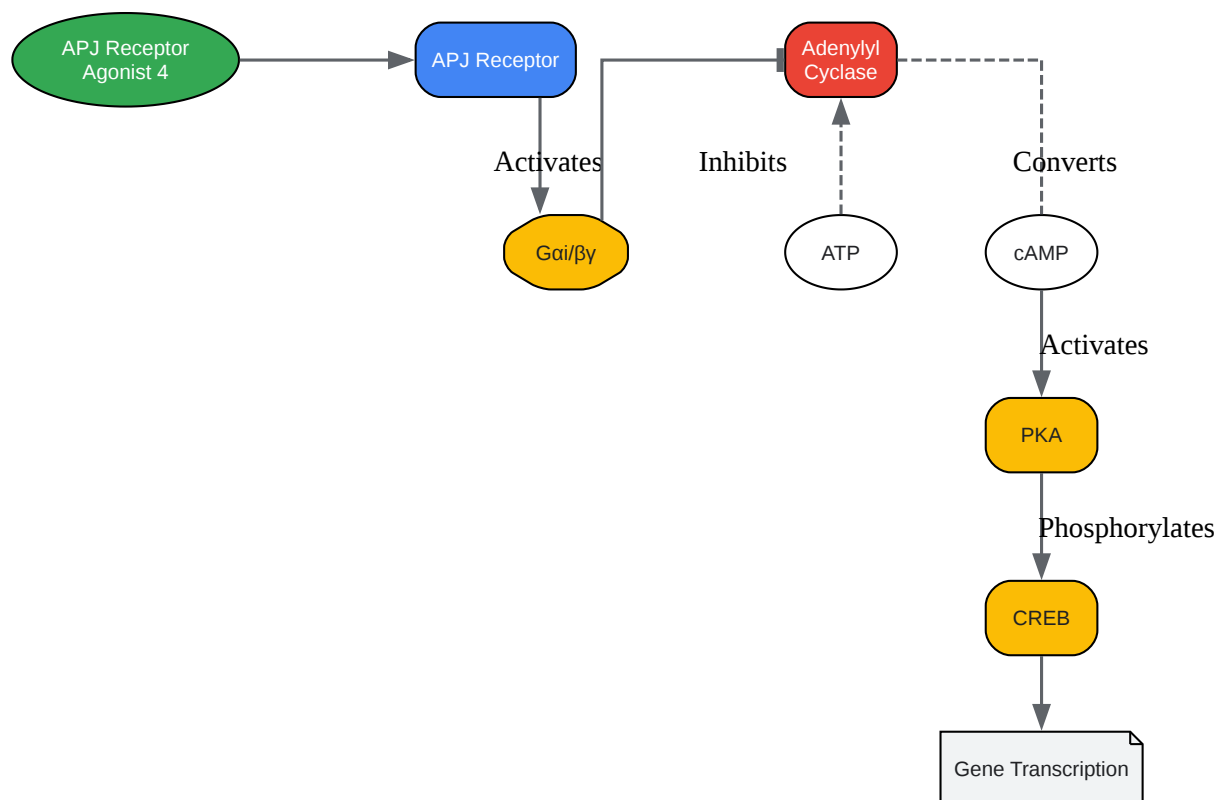 APJ Receptor
Agonist 4
APJ Receptor
Adenylyl
Cyclase
Activates
Inhibits
Converts
Gαi/βγ
ATP
cAMP
Activates
PKA
Phosphorylates
CREB
Gene Transcription